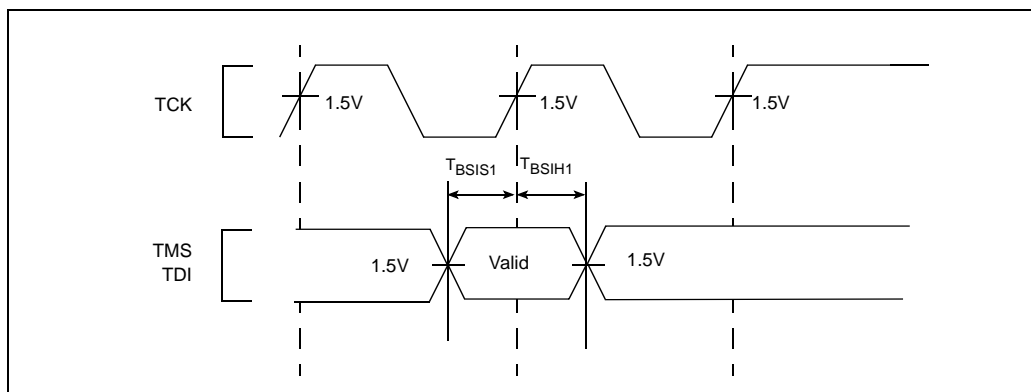 TCK
1.5V
1.5V
1.5V
TBSIS1
TBSIH1
TMS
TDI
1.5V
Valid
1.5V